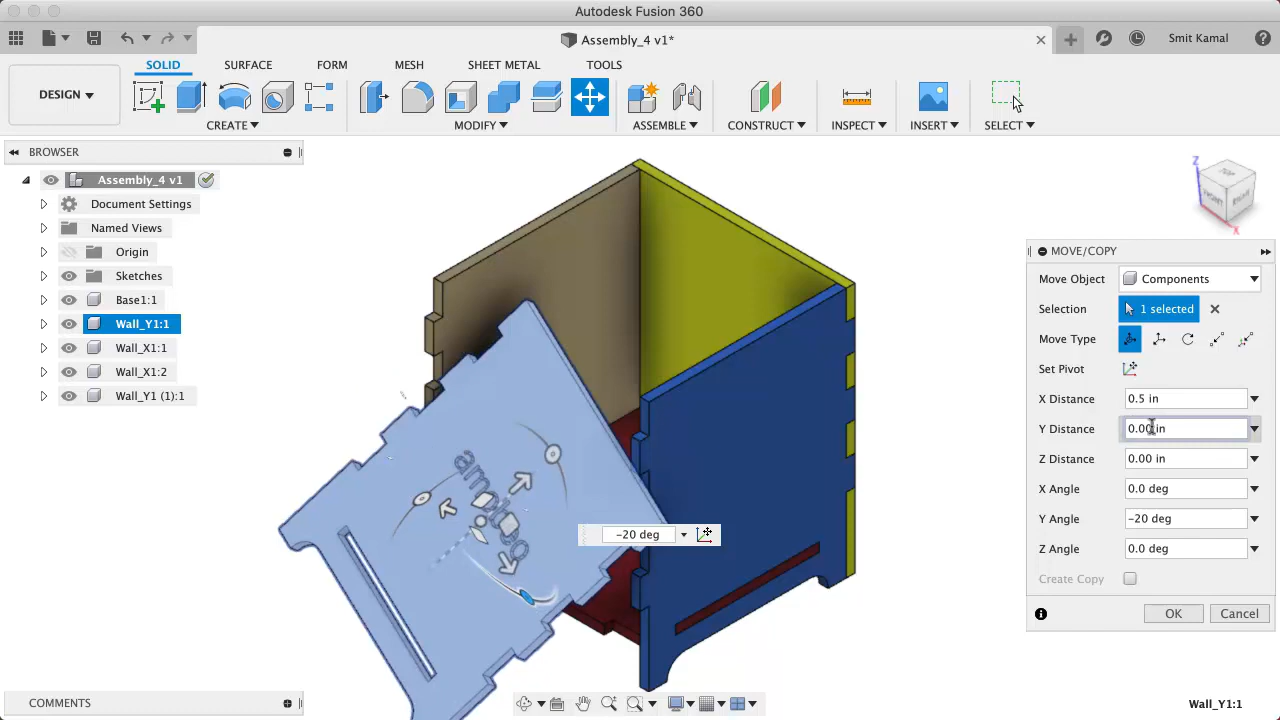 Autodesk Fusion 360
Assembly_4 v1*
Smit Kamal
SOLID SURFACE FORM MESH SHEET METAL TOOLS
DESIGN
CREATE MODIFY ASSEMBLE CONSTRUCT INSPECT INSERT SELECT
BROWSER
Assembly_4 v1
Document Settings
Named Views
Origin
Sketches
Base1:1
Wall_Y1:1
Wall_X1:1
Wall_X1:2
Wall_Y1 (1):1
Z
TOP
FRONT RIGHT
X
MOVE/COPY
Move Object Components
Selection 1 selected
Move Type
Set Pivot
X Distance 0.5 in
Y Distance 0.00 in
Z Distance 0.00 in
X Angle 0.0 deg
Y Angle -20 deg
Z Angle 0.0 deg
Create Copy
OK Cancel
-20 deg
COMMENTS
Wall_Y1:1